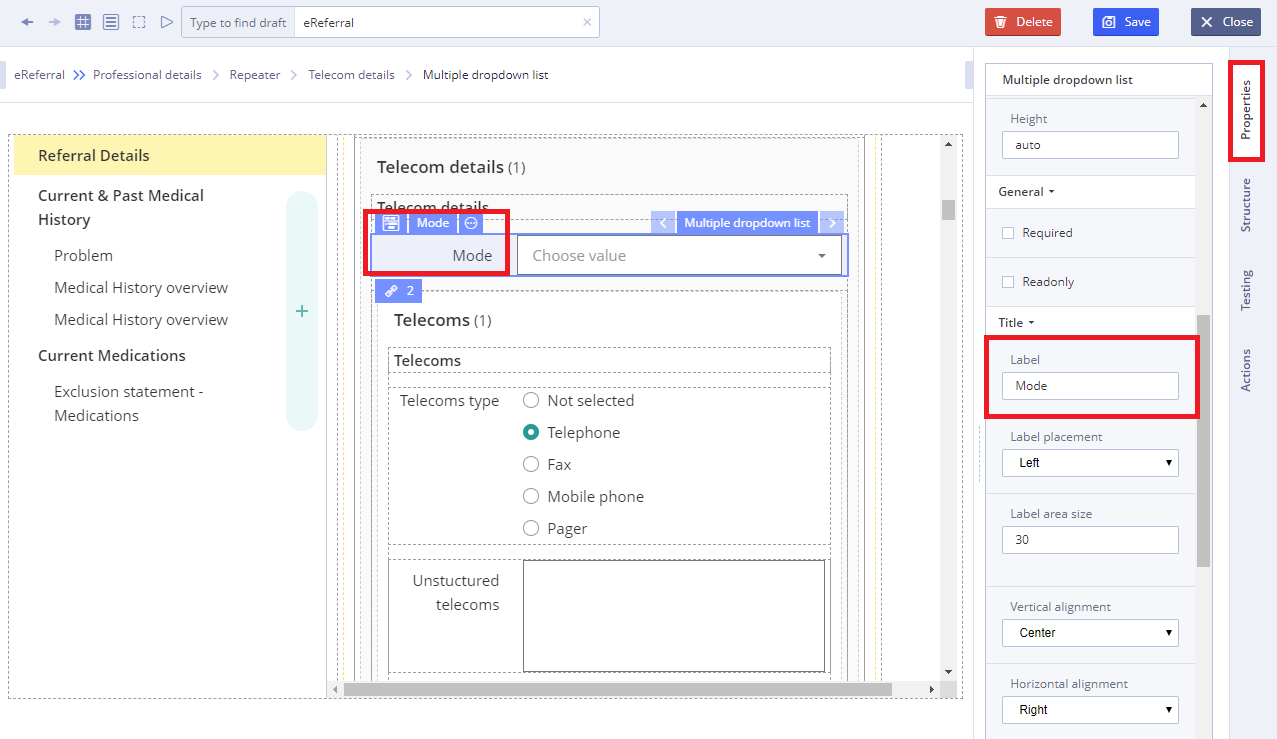 Type to find draft eReferral × Delete Save Close
eReferral Professional details Repeater Telecom details Multiple dropdown list
Referral Details
Current & Past Medical
History
Problem
Medical History overview
Medical History overview
Current Medications
Exclusion statement -
Medications
+
Telecom details (1)
Telecom details
Mode
Multiple dropdown list
Mode
Choose value
2
Telecoms (1)
Telecoms
Telecoms type
Not selected
Telephone
Fax
Mobile phone
Pager
Unstuctured
telecoms
Multiple dropdown list
Height
auto
General
Required
Readonly
Title
Label
Mode
Label placement
Left
Label area size
30
Vertical alignment
Center
Horizontal alignment
Right
Properties
Structure
Testing
Actions